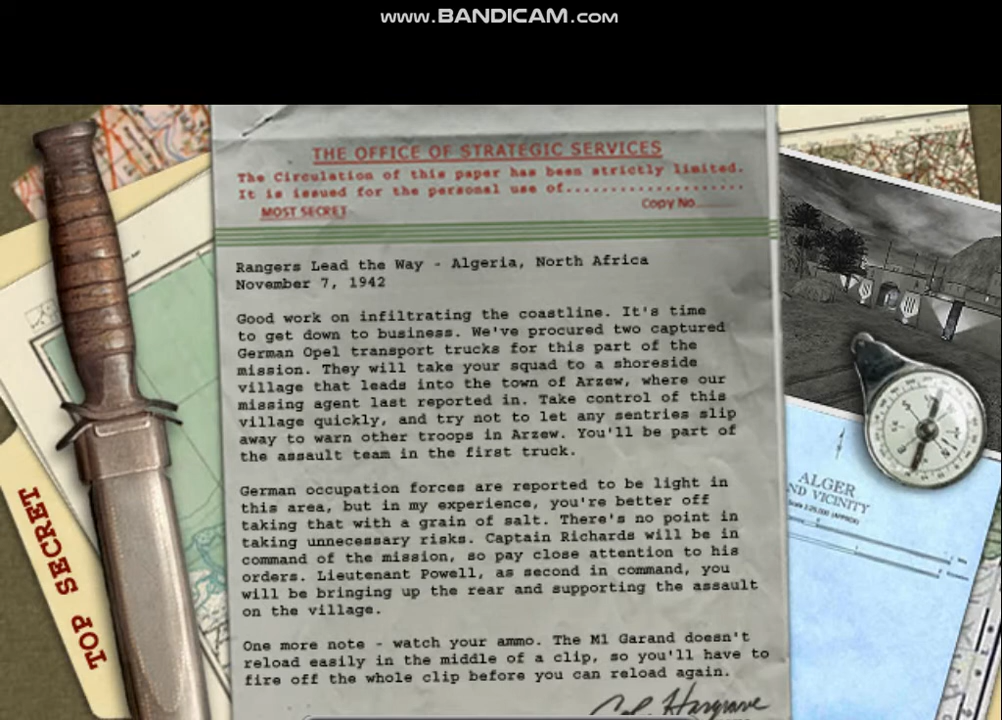 www.BANDICAM.com
THE OFFICE OF STRATEGIC SERVICES
The Circulation of this paper has been strictly limited.
It is issued for the personal use of....................
MOST SECRET
Copy No......
Rangers Lead the Way - Algeria, North Africa
November 7, 1942
Good work on infiltrating the coastline. It's time
to get down to business. We've procured two captured
German Opel transport trucks for this part of the
mission. They will take your squad to a shoreside
village that leads into the town of Arzew, where our
missing agent last reported in. Take control of this
village quickly, and try not to let any sentries slip
away to warn other troops in Arzew. You'll be part of
the assault team in the first truck.
German occupation forces are reported to be light in
this area, but in my experience, you're better off
taking that with a grain of salt. There's no point in
taking unnecessary risks. Captain Richards will be in
command of the mission, so pay close attention to his
orders. Lieutenant Powell, as second in command, you
will be bringing up the rear and supporting the assault
on the village.
One more note - watch your ammo. The M1 Garand doesn't
reload easily in the middle of a clip, so you'll have to
fire off the whole clip before you can reload again.
Col. Hargrove
TOP SECRET
ALGER
ND VICINITY
Scale 1:25,000 (APPROX)